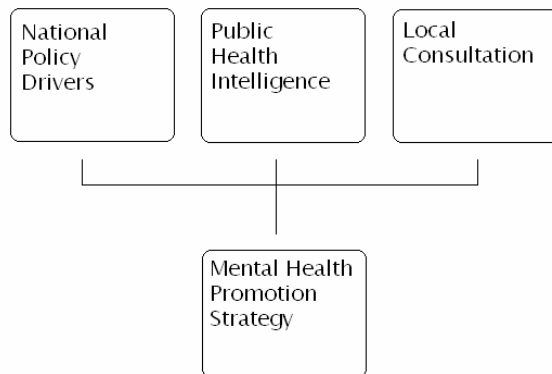 National
Policy
Drivers
Public
Health
Intelligence
Local
Consultation
Mental Health
Promotion
Strategy